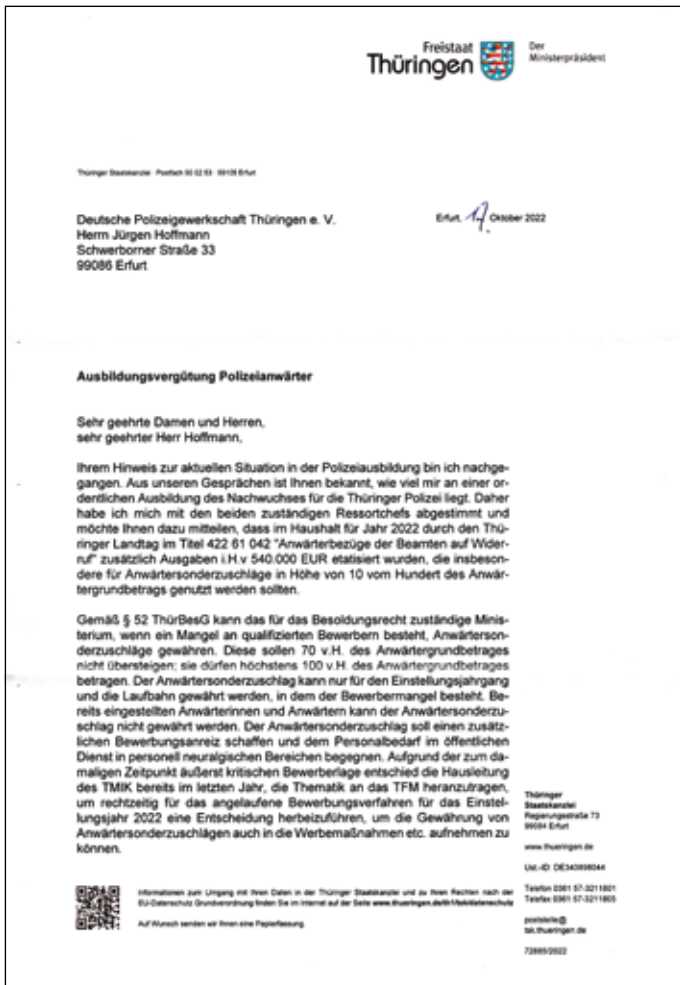 Freistaat
Thüringen
Der
Ministerpräsident
Thüringer Staatskanzlei Postfach 90 02 53 99105 Erfurt
Deutsche Polizeigewerkschaft Thüringen e. V.
Herrn Jürgen Hoffmann
Schwerborner Straße 33
99086 Erfurt
Erfurt, 17. Oktober 2022
Ausbildungsvergütung Polizeianwärter
Sehr geehrte Damen und Herren,
sehr geehrter Herr Hoffmann,
Ihrem Hinweis zur aktuellen Situation in der Polizeiausbildung bin ich nachge-
gangen. Aus unseren Gesprächen ist Ihnen bekannt, wie viel mir an einer or-
dentlichen Ausbildung des Nachwuchses für die Thüringer Polizei liegt. Daher
habe ich mich mit den beiden zuständigen Ressortchefs abgestimmt und
möchte Ihnen dazu mitteilen, dass im Haushalt für Jahr 2022 durch den Thü-
ringer Landtag im Titel 422 61 042 "Anwärterbezüge der Beamten auf Wider-
ruf" zusätzlich Ausgaben i.H.v 540.000 EUR etatisiert wurden, die insbeson-
dere für Anwärtersonderzuschläge in Höhe von 10 vom Hundert des Anwär-
tergrundbetrags genutzt werden sollten.
Gemäß § 52 ThürBesG kann das für das Besoldungsrecht zuständige Minis-
terium, wenn ein Mangel an qualifizierten Bewerbern besteht, Anwärterson-
derzuschläge gewähren. Diese sollen 70 v.H. des Anwärtergrundbetrages
nicht übersteigen; sie dürfen höchstens 100 v.H. des Anwärtergrundbetrages
betragen. Der Anwärtersonderzuschlag kann nur für den Einstellungsjahrgang
und die Laufbahn gewährt werden, in dem der Bewerbermangel besteht. Be-
reits eingestellten Anwärterinnen und Anwärtern kann der Anwärtersonderzu-
schlag nicht gewährt werden. Der Anwärtersonderzuschlag soll einen zusätz-
lichen Bewerbungsanreiz schaffen und dem Personalbedarf im öffentlichen
Dienst in personell neuralgischen Bereichen begegnen. Aufgrund der zum da-
maligen Zeitpunkt äußerst kritischen Bewerberlage entschied die Hausleitung
des TMIK bereits im letzten Jahr, die Thematik an das TFM heranzutragen,
um rechtzeitig für das angelaufene Bewerbungsverfahren für das Einstel-
lungsjahr 2022 eine Entscheidung herbeizuführen, um die Gewährung von
Anwärtersonderzuschlägen auch in die Werbemaßnahmen etc. aufnehmen zu
können.
Thüringer
Staatskanzlei
Regierungsstraße 73
99084 Erfurt
www.thueringen.de
Ust.-ID: DE343898044
Telefon 0361 57-3211801
Telefax 0361 57-3211805
poststelle@
tsk.thueringen.de
72885/2022
Informationen zum Umgang mit Ihren Daten in der Thüringer Staatskanzlei und zu Ihren Rechten nach der
EU-Datenschutz Grundverordnung finden Sie im Internet auf der Seite www.thueringen.de/th1/tsk/datenschutz
Auf Wunsch senden wir Ihnen eine Papierfassung.